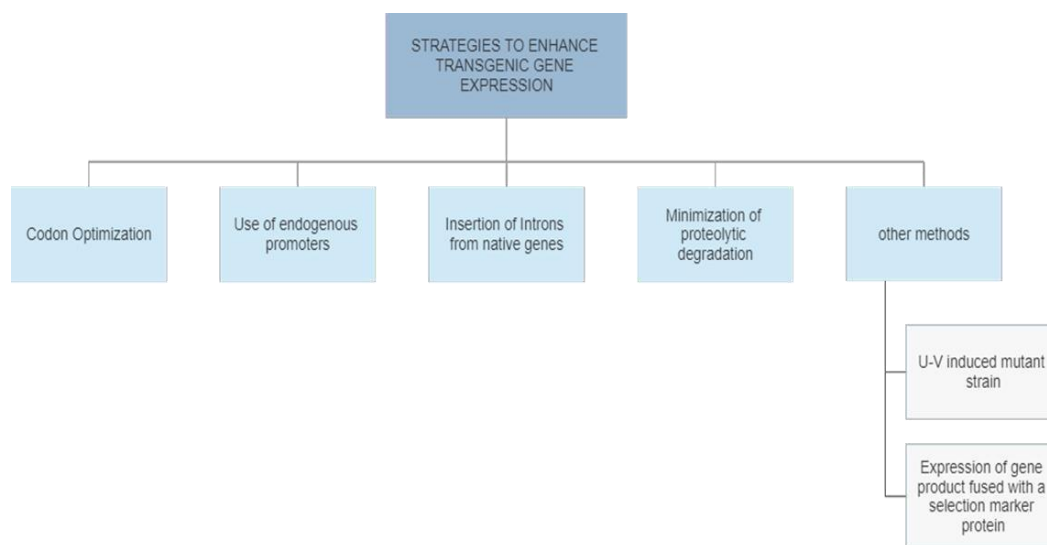 STRATEGIES TO ENHANCE
TRANSGENIC GENE
EXPRESSION
Codon Optimization
Use of endogenous
promoters
Insertion of Introns
from native genes
Minimization of
proteolytic
degradation
other methods
U-V induced mutant
strain
Expression of gene
product fused with a
selection marker
protein